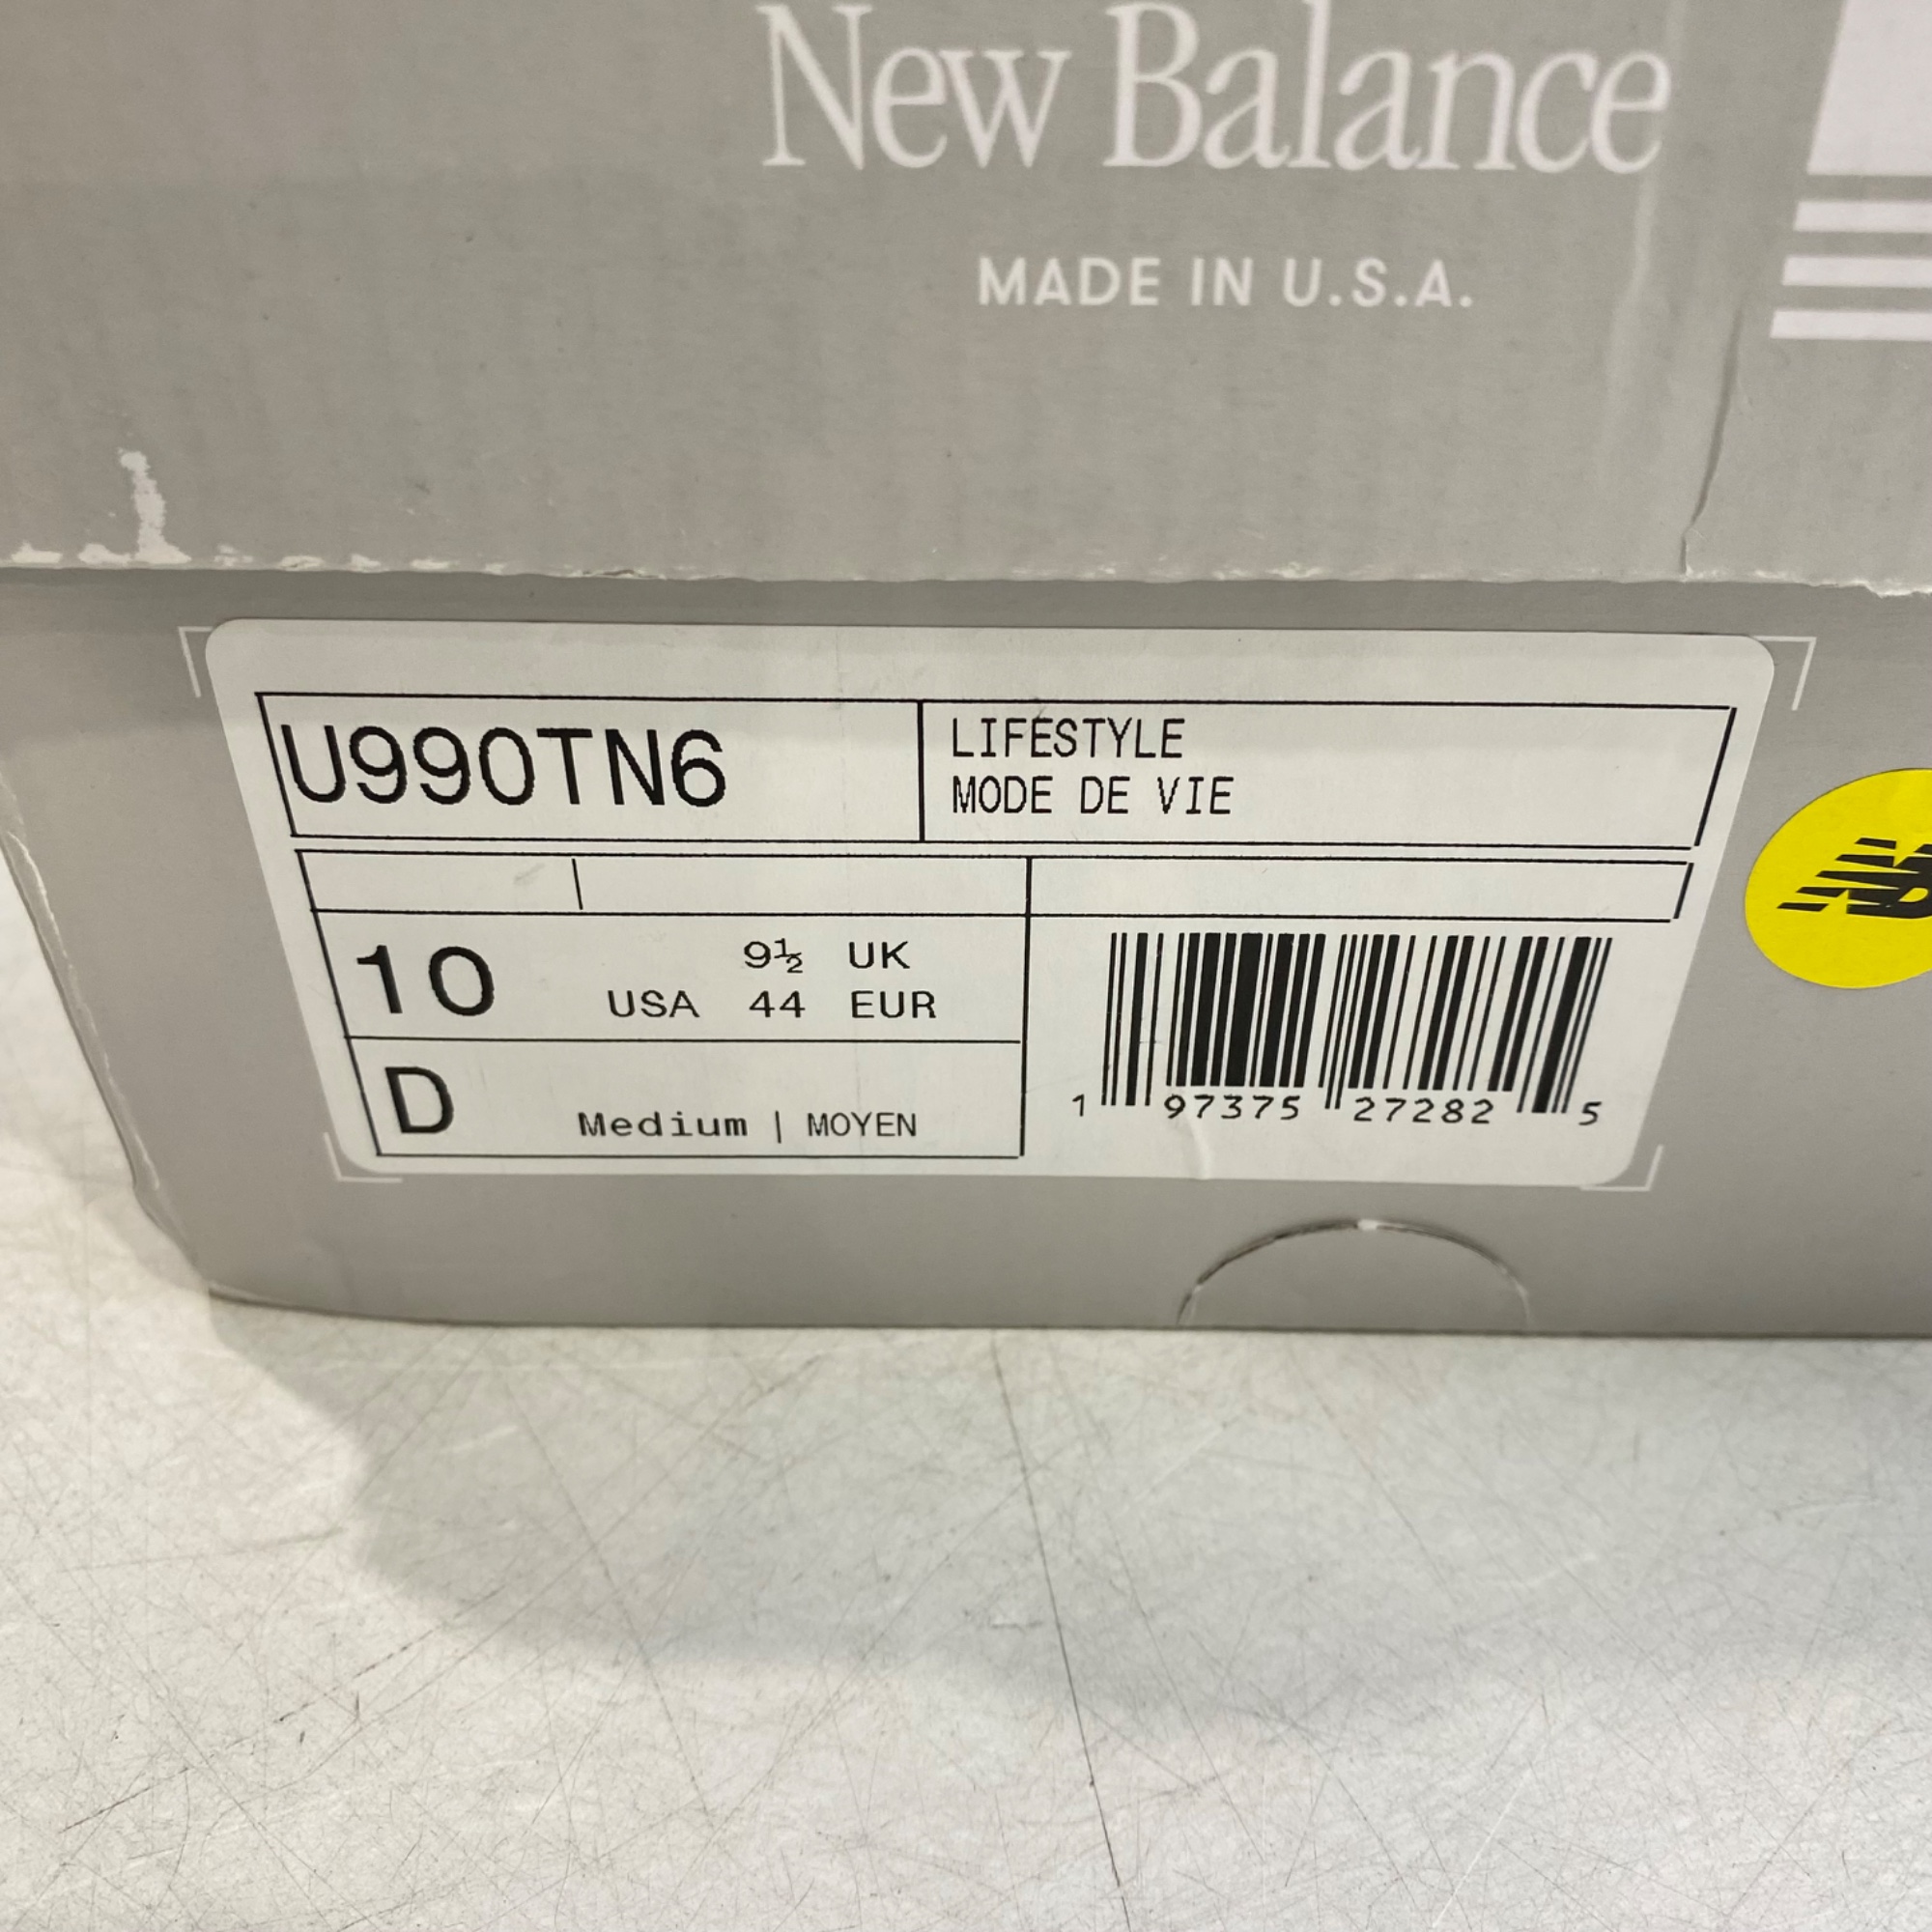 New Balance
MADE IN U.S.A.
U990TN6
LIFESTYLE
MODE DE VIE
10 USA 9½ UK
44 EUR
D Medium | MOYEN
1 97375 27282 5